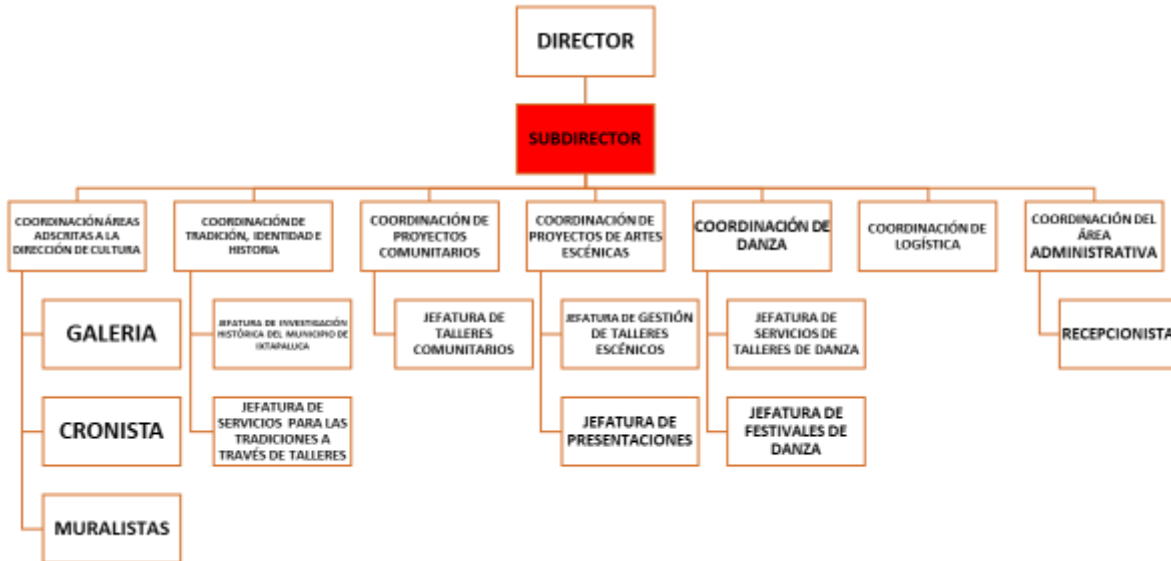 DIRECTOR
SUBDIRECTOR
COORDINACIÓN ÁREAS
ADSCRITAS A LA
DIRECCIÓN DE CULTURA
COORDINACIÓN DE
TRADICIÓN, IDENTIDAD E
HISTORIA
COORDINACIÓN DE
PROYECTOS
COMUNITARIOS
COORDINACIÓN DE
PROYECTOS DE ARTES
ESCÉNICAS
COORDINACIÓN DE
DANZA
COORDINACIÓN DE
LOGÍSTICA
COORDINACIÓN DEL
ÁREA
ADMINISTRATIVA
GALERIA
JEFATURA DE INVESTIGACIÓN
HISTÓRICA DEL MUNICIPIO DE
IXTAPALUCA
JEFATURA DE
TALLERES
COMUNITARIOS
JEFATURA DE GESTIÓN
DE TALLERES
ESCÉNICOS
JEFATURA DE
SERVICIOS DE
TALLERES DE DANZA
RECEPCIONISTA
CRONISTA
JEFATURA DE
SERVICIOS PARA LAS
TRADICIONES A
TRAVÉS DE TALLERES
JEFATURA DE
PRESENTACIONES
JEFATURA DE
FESTIVALES DE
DANZA
MURALISTAS